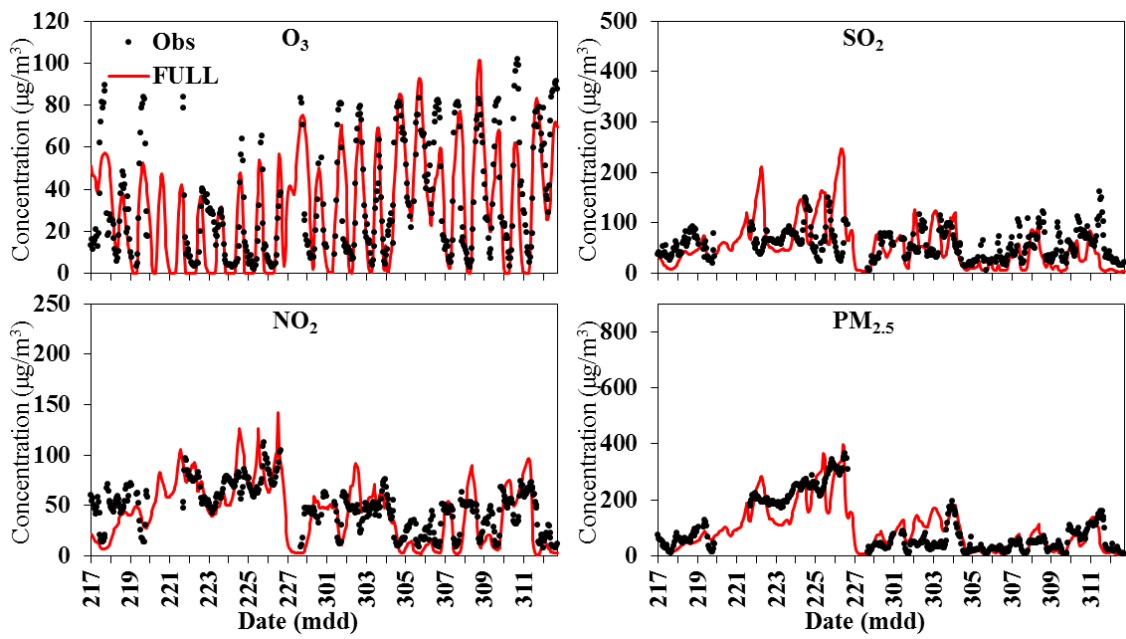 O3
Obs
FULL
Concentration (µg/m³)
120
100
80
60
40
20
0
SO2
Concentration (µg/m³)
500
400
300
200
100
0
NO2
Concentration (µg/m³)
250
200
150
100
50
0
217 219 221 223 225 227 301 303 305 307 309 311
Date (mdd)
PM2.5
Concentration (µg/m³)
800
600
400
200
0
217 219 221 223 225 227 301 303 305 307 309 311
Date (mdd)